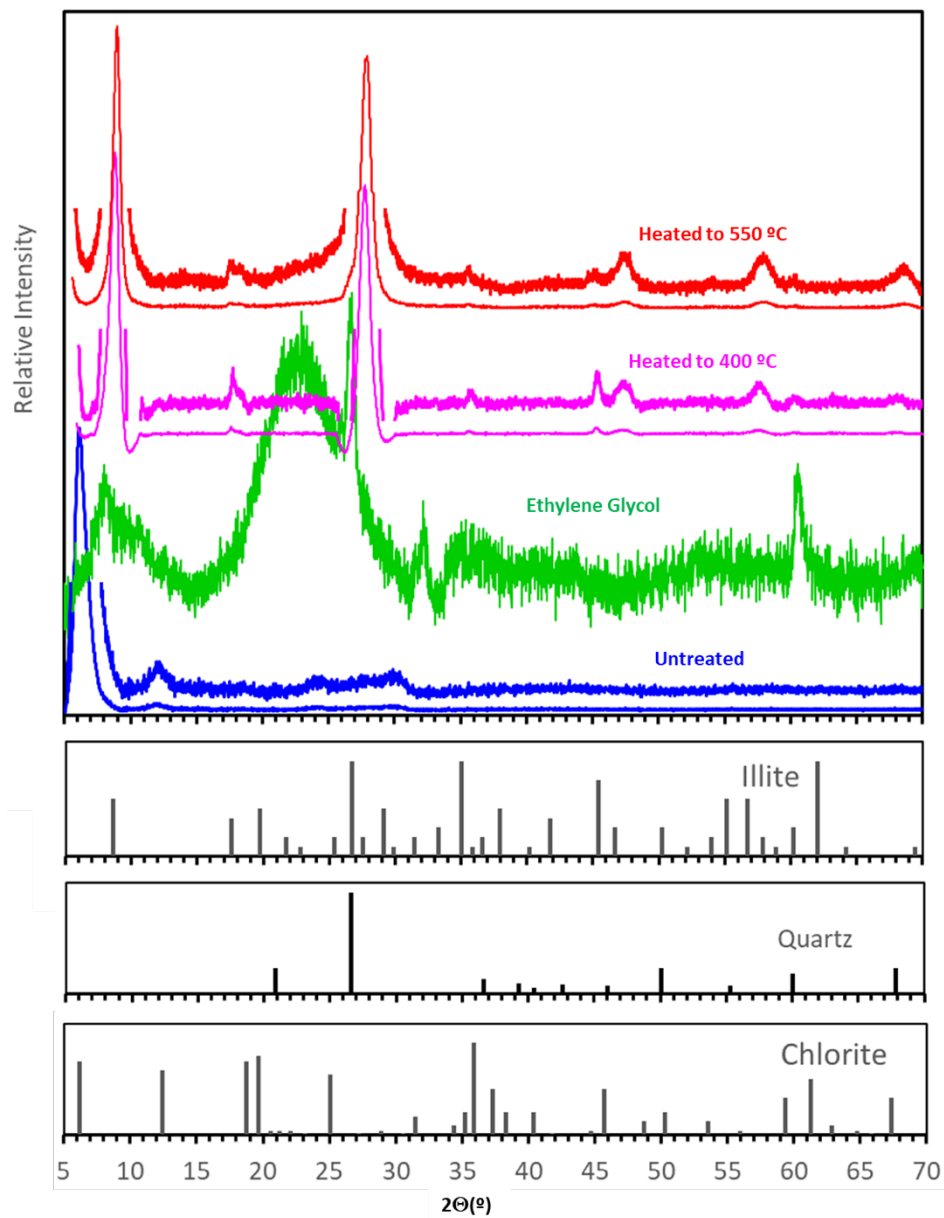 Relative Intensity
Heated to 550 ºC
Heated to 400 ºC
Ethylene Glycol
Untreated
Illite
Quartz
Chlorite
5 10 20 25 30 35 40 45 50 55 60 65 70
2Θ(º)